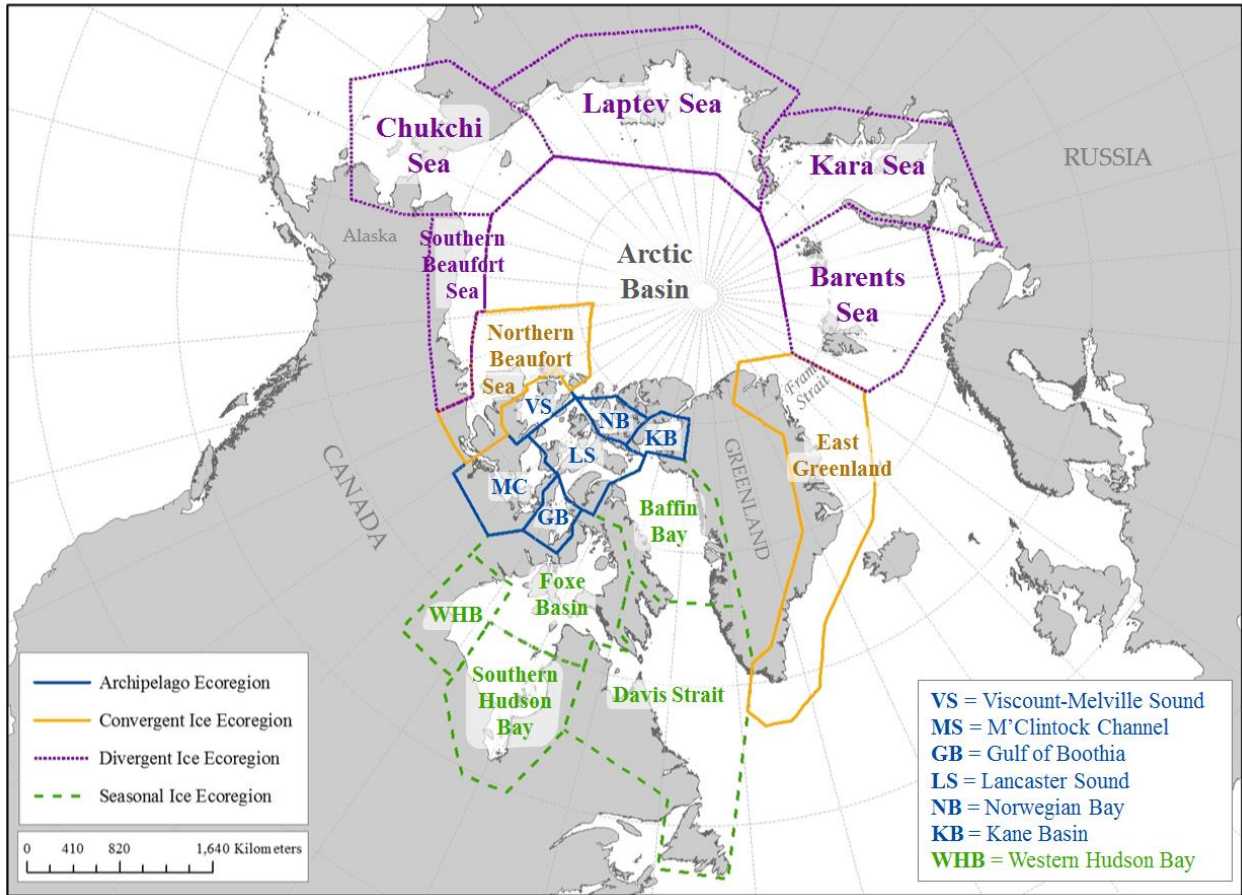 Laptev Sea
Chukchi
Sea
Kara Sea
RUSSIA
Alaska
Southern
Beaufort
Sea
Arctic
Basin
Barents
Sea
Northern
Beaufort
Sea
Fram
Strait
VS
NB
KB
LS
MC
GB
CANADA
GREENLAND
East
Greenland
Baffin
Bay
Foxe
Basin
WHB
Southern
Hudson
Bay
Davis Strait
Archipelago Ecoregion
Convergent Ice Ecoregion
Divergent Ice Ecoregion
Seasonal Ice Ecoregion
0 410 820 1,640 Kilometers
VS = Viscount-Melville Sound
MS = M’Clintock Channel
GB = Gulf of Boothia
LS = Lancaster Sound
NB = Norwegian Bay
KB = Kane Basin
WHB = Western Hudson Bay